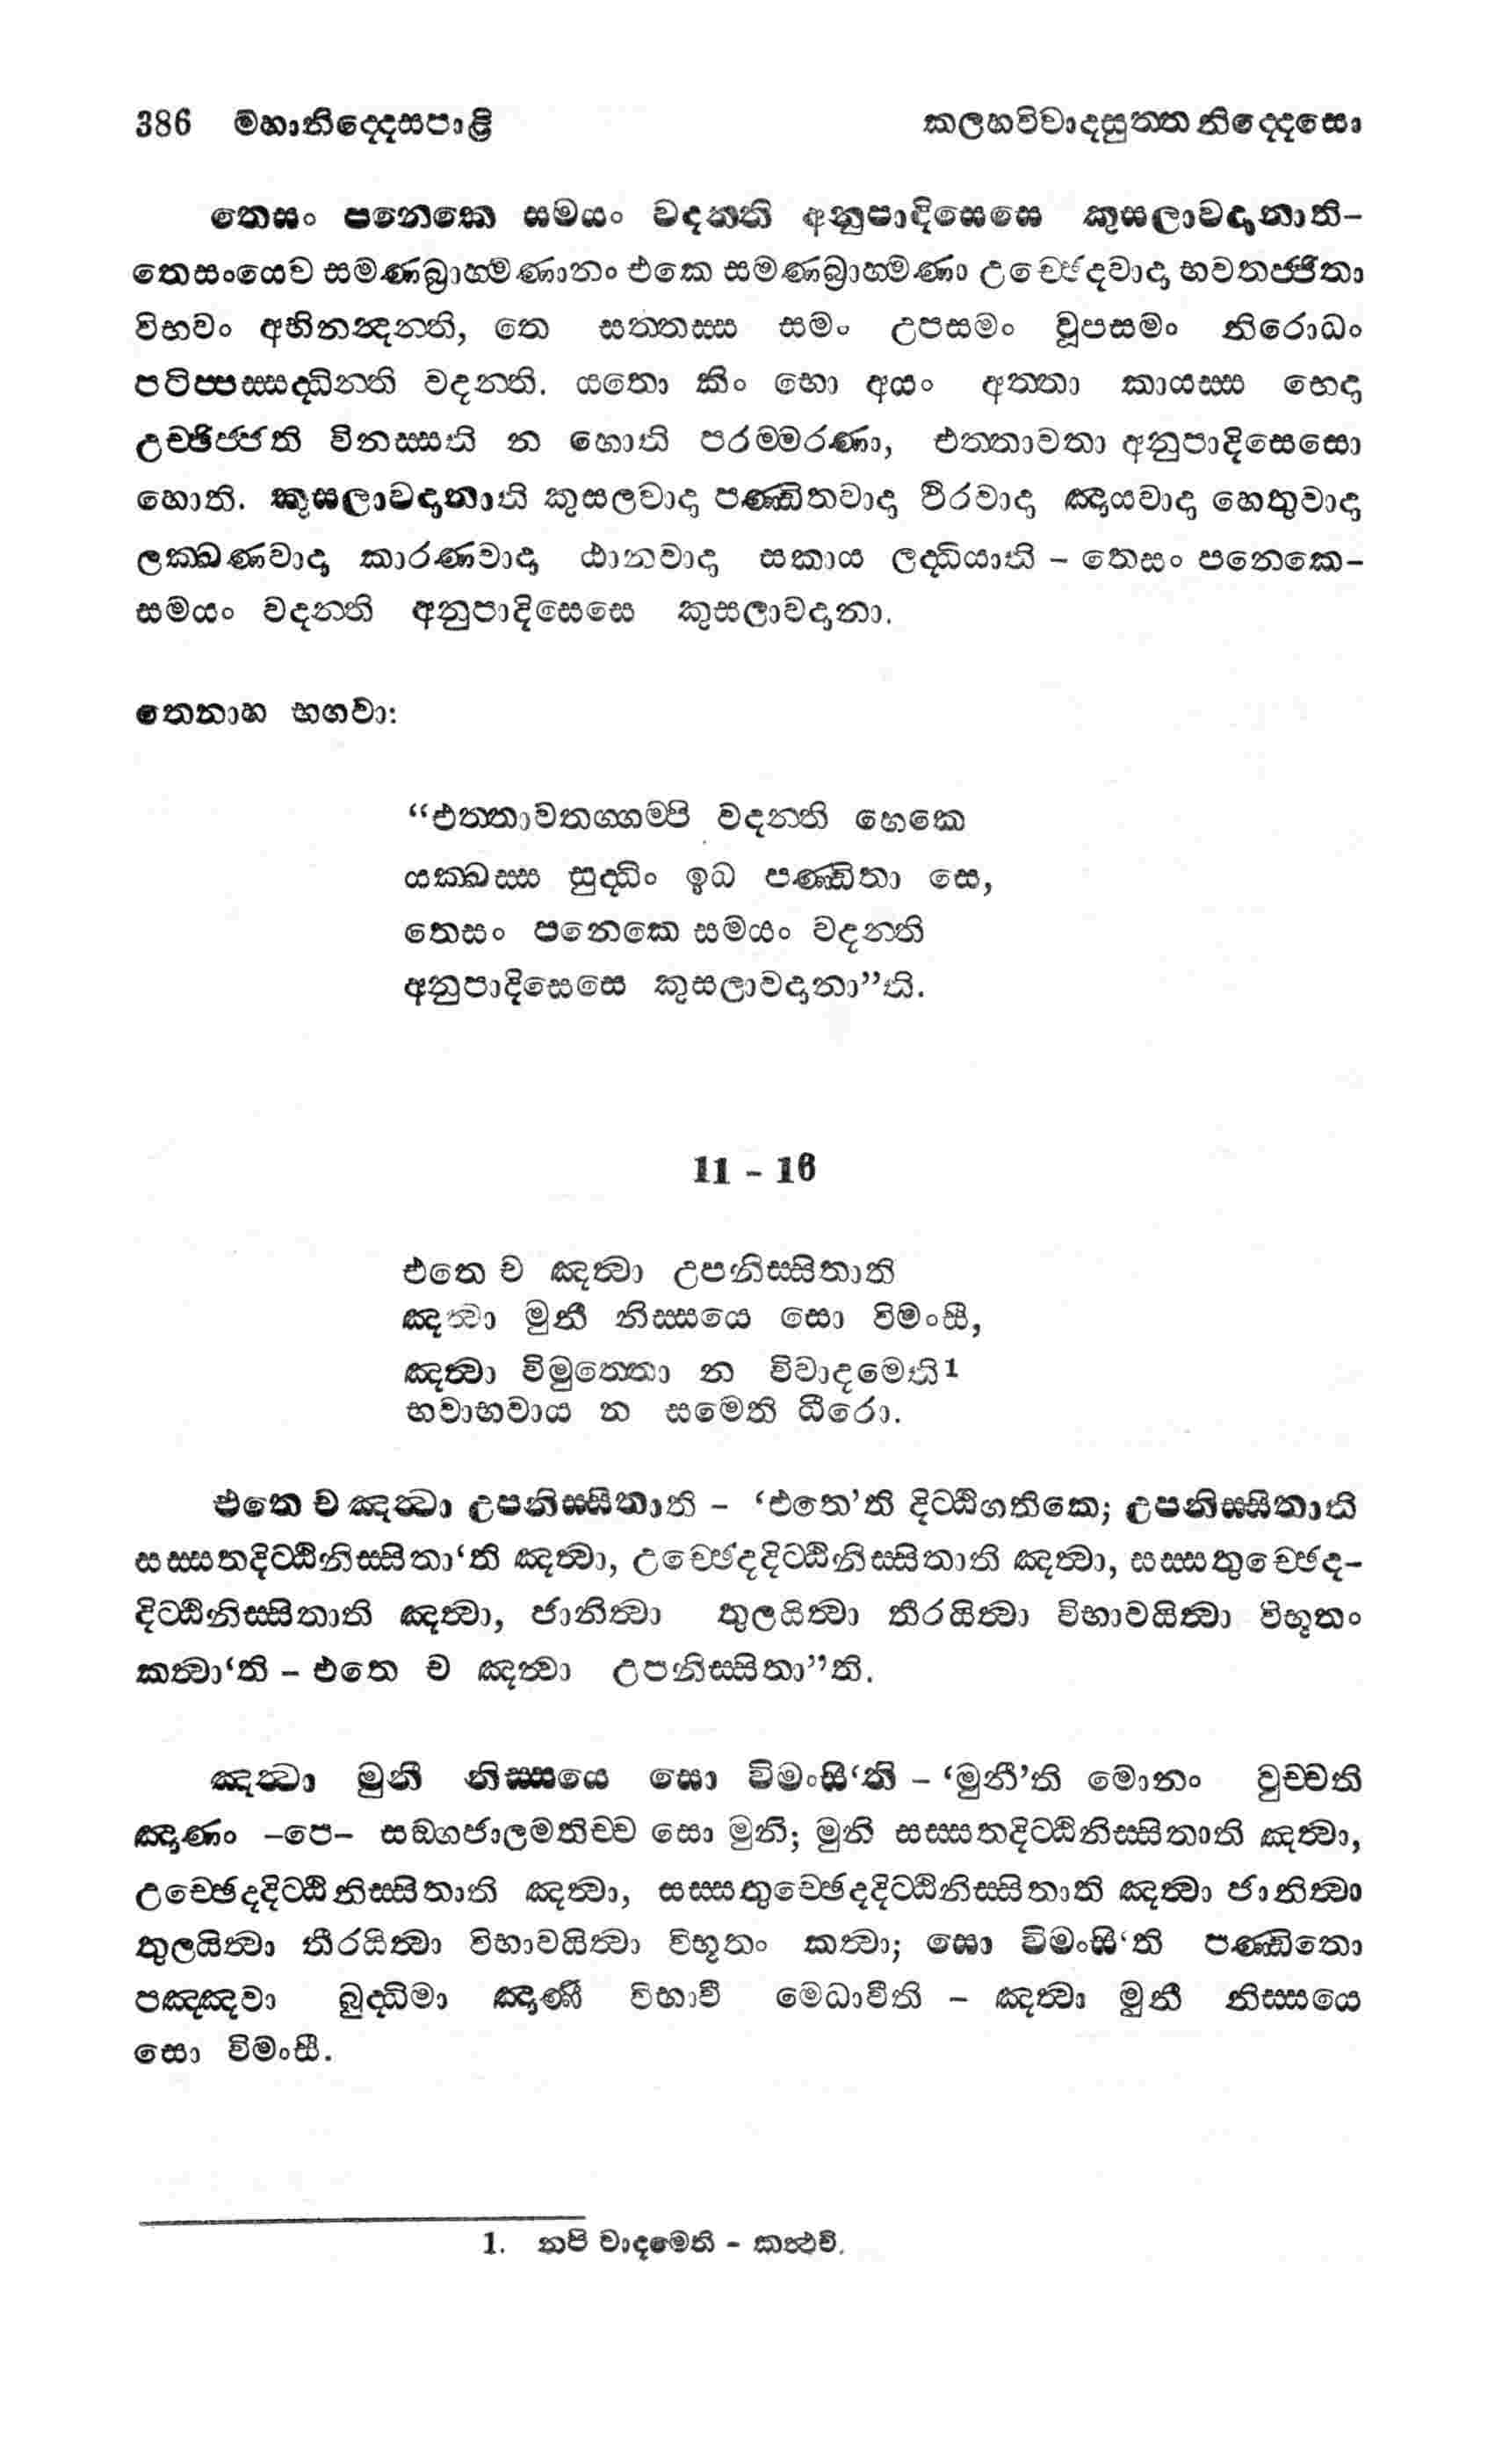 386 මහානිද්දෙසපාළි කලහවිවාදසුත්තනිද්දෙසො
තෙසං පනෙකෙ සමයං වදන්ති අනුපාදිසෙසෙ කුසලාවදානාති–
තෙසංයෙව සමණබ්‍රාහ්මණානං එකෙ සමණබ්‍රාහ්මණා උච්ඡෙදවාදා භවතජ්ජිතා
විභවං අභිනන්දන්ති, තෙ සත්තස්ස සමං උපසමං වූපසමං නිරොධං
පටිප්පස්සද්ධින්ති වදන්ති. යතො කිං භො අයං අත්තා කායස්ස භෙදා
උච්ඡිජ්ජති විනස්සති න හොති පරම්මරණා, එත්තාවතා අනුපාදිසෙසො
හොති. කුසලාවදානාති කුසලවාදා පණ්ඩිතවාදා ථිරවාදා ඤායවාදා හෙතුවාදා
ලක්ඛණවාදා කාරණවාදා ඨානවාදා සකාය ලද්ධියාති – තෙසං පනෙකෙ–
සමයං වදන්ති අනුපාදිසෙසෙ කුසලාවදානා.
තෙනාහ භගවා:
“එත්තාවතග්ගම්පි වදන්ති හෙකෙ
යක්ඛස්ස සුද්ධිං ඉධ පණ්ඩිතා සෙ,
තෙසං පනෙකෙ සමයං වදන්ති
අනුපාදිසෙසෙ කුසලාවදානා”ති.
11 – 16
එතෙ ච ඤත්වා උපනිස්සිතාති
ඤත්වා මුනී නිස්සයෙ සො විමංසී,
ඤත්වා විමුත්තො න විවාදමෙති1
භවාභවාය න සමෙති ධීරො.
එතෙ ච ඤත්වා උපනිස්සිතාති – ‘එතෙ’ති දිට්ඨිගතිකෙ; උපනිස්සිතාති
සස්සතදිට්ඨිනිස්සිතා‘ති ඤත්වා, උච්ඡෙදදිට්ඨිනිස්සිතාති ඤත්වා, සස්සතුච්ඡෙද–
දිට්ඨිනිස්සිතාති ඤත්වා, ජානිත්වා තුලයිත්වා තීරයිත්වා විභාවයිත්වා විභූතං
කත්වා‘ති – එතෙ ච ඤත්වා උපනිස්සිතා”ති.
ඤත්වා මුනී නිස්සයෙ සො විමංසී‘ති – ‘මුනී’ති මොනං වුච්චති
ඤාණං –පෙ– සඞ්ගජාලමතිච්ච සො මුනි; මුනි සස්සතදිට්ඨිනිස්සිතාති ඤත්වා,
උච්ඡෙදදිට්ඨිනිස්සිතාති ඤත්වා, සස්සතුච්ඡෙදදිට්ඨිනිස්සිතාති ඤත්වා ජානිත්වා
තුලයිත්වා තීරයිත්වා විභාවයිත්වා විභූතං කත්වා; සො විමංසී‘ති පණ්ඩිතො
පඤ්ඤවා බුද්ධිමා ඤාණී විභාවී මෙධාවීති – ඤත්වා මුනී නිස්සයෙ
සො විමංසී.
1. නපි වාදමෙති – කත්ථචි.